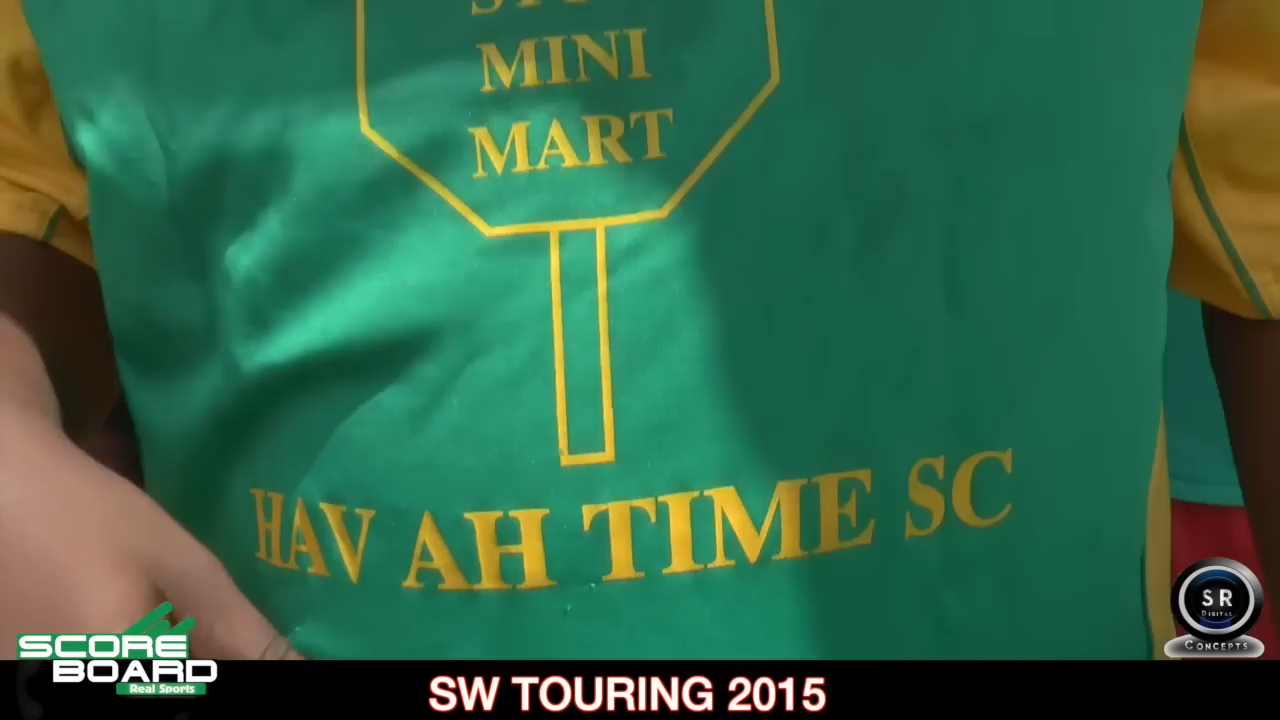 MINI
MART
HAV AH TIME SC
SCORE
BOARD
Real Sports
SR
DIGITAL
CONCEPTS
SW TOURING 2015